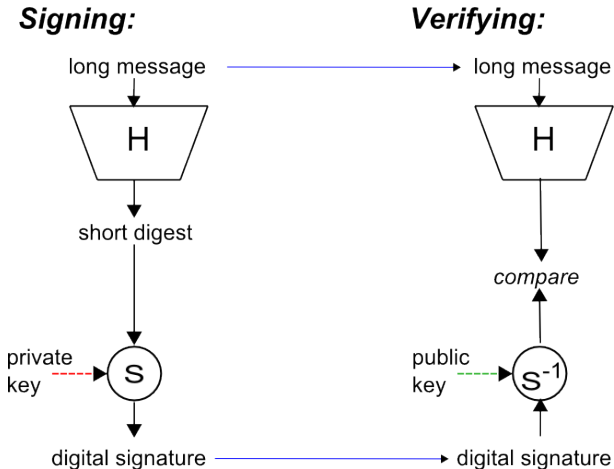 Signing:
long message
H
short digest
private
key
S
digital signature
Verifying:
long message
H
compare
public
key
S-1
digital signature